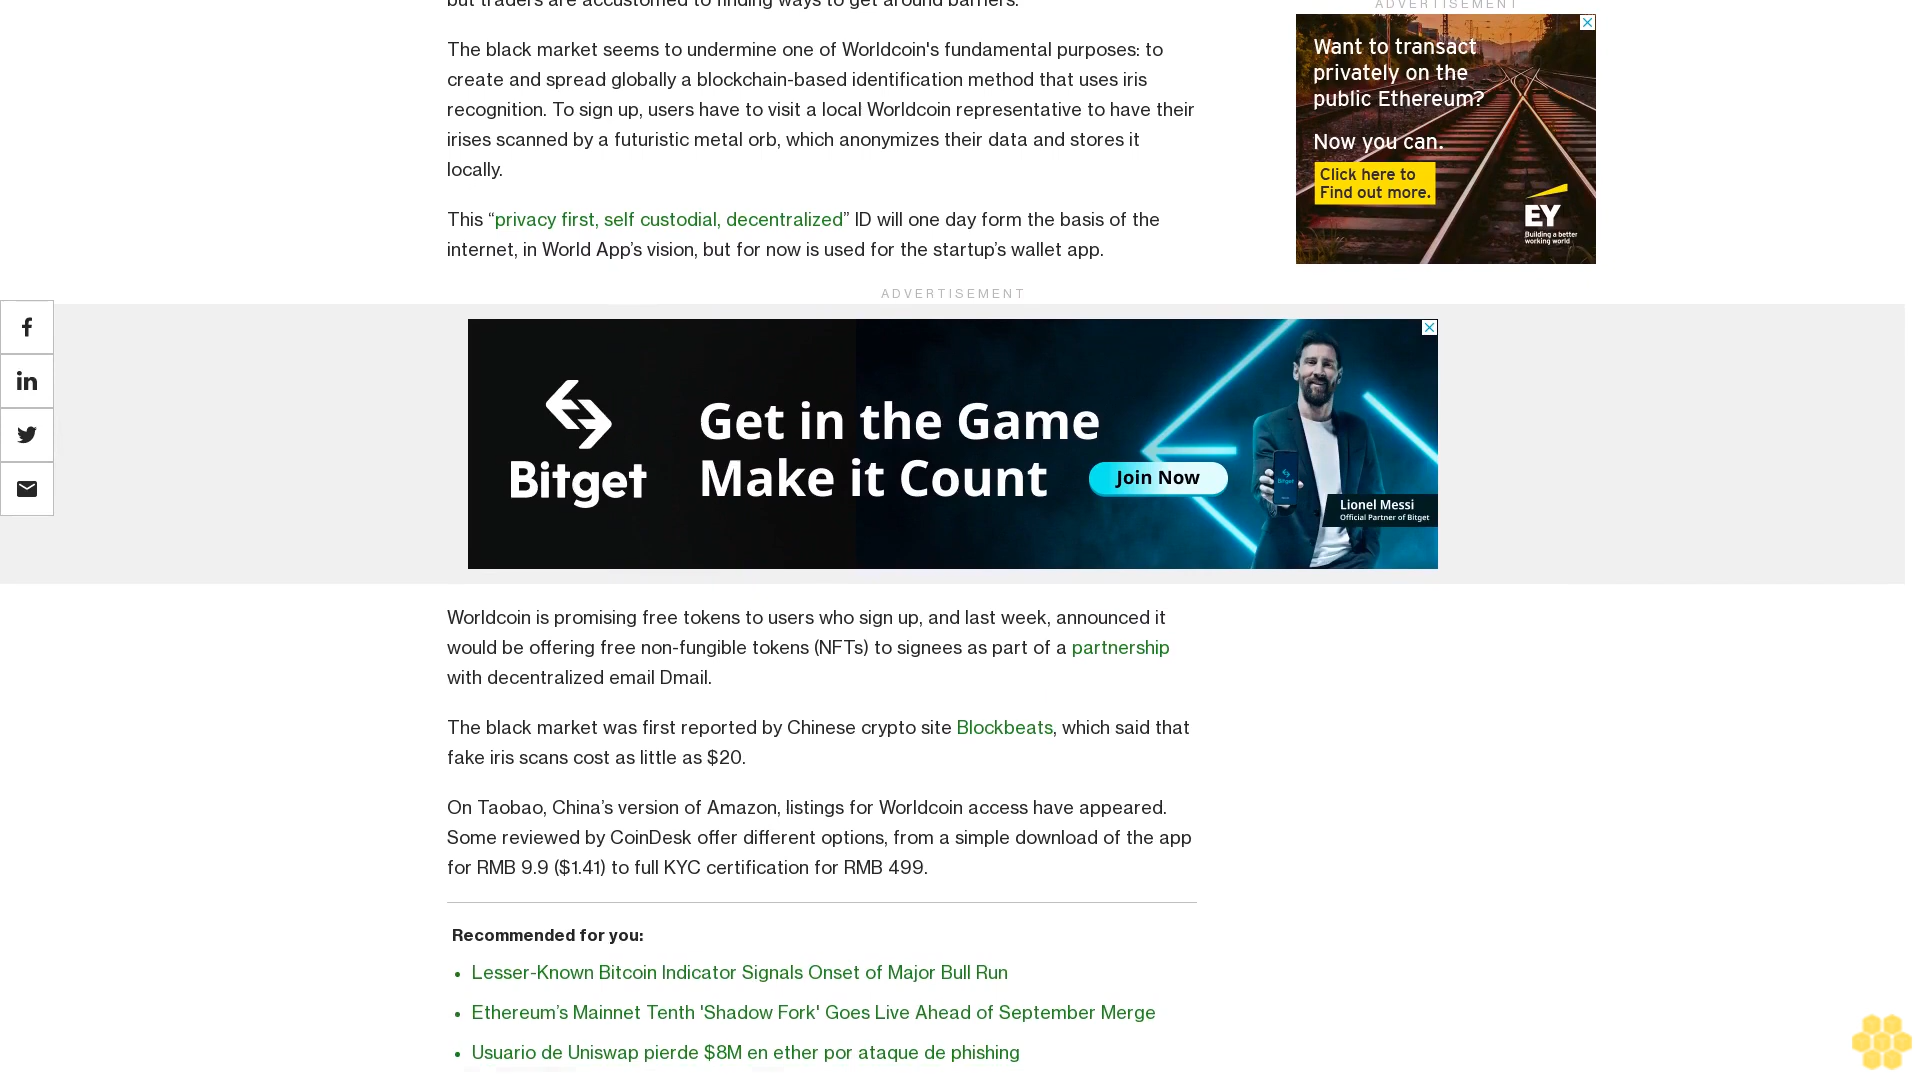 but traders are accustomed to finding ways to get around barriers.
The black market seems to undermine one of Worldcoin's fundamental purposes: to
create and spread globally a blockchain-based identification method that uses iris
recognition. To sign up, users have to visit a local Worldcoin representative to have their
irises scanned by a futuristic metal orb, which anonymizes their data and stores it
locally.
This “privacy first, self custodial, decentralized” ID will one day form the basis of the
internet, in World App’s vision, but for now is used for the startup’s wallet app.
ADVERTISEMENT
Want to transact
privately on the
public Ethereum?
Now you can.
Click here to
Find out more.
EY
Building a better
working world
ADVERTISEMENT
Bitget
Get in the Game
Make it Count
Join Now
Bitget
Lionel Messi
Official Partner of Bitget
Worldcoin is promising free tokens to users who sign up, and last week, announced it
would be offering free non-fungible tokens (NFTs) to signees as part of a partnership
with decentralized email Dmail.
The black market was first reported by Chinese crypto site Blockbeats, which said that
fake iris scans cost as little as $20.
On Taobao, China’s version of Amazon, listings for Worldcoin access have appeared.
Some reviewed by CoinDesk offer different options, from a simple download of the app
for RMB 9.9 ($1.41) to full KYC certification for RMB 499.
Recommended for you:
• Lesser-Known Bitcoin Indicator Signals Onset of Major Bull Run
• Ethereum’s Mainnet Tenth 'Shadow Fork' Goes Live Ahead of September Merge
• Usuario de Uniswap pierde $8M en ether por ataque de phishing